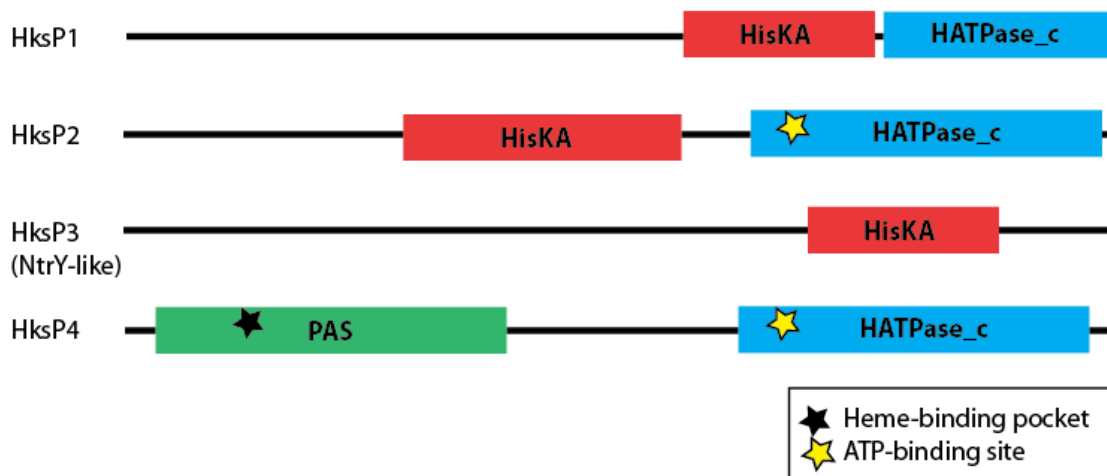 HksP1 HisKA HATPase_c
HksP2 HisKA HATPase_c
HksP3 HisKA
(NtrY-like)
HksP4 PAS HATPase_c
Heme-binding pocket
ATP-binding site